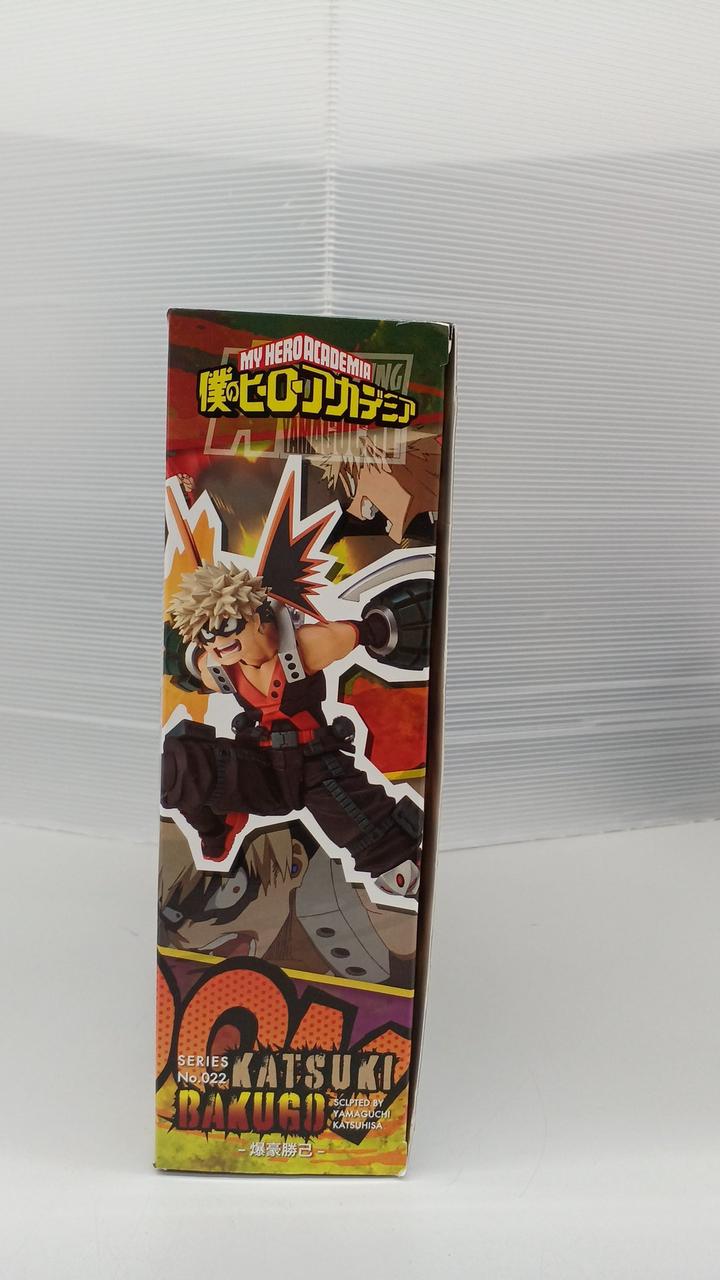 MY HERO ACADEMIA
僕のヒーローアカデミア
YAMAGUCHI
SERIES
No.022
KATSUKI
BAKUGO
SCLPTED BY
YAMAGUCHI
KATSUHISA
– 爆豪勝己 –